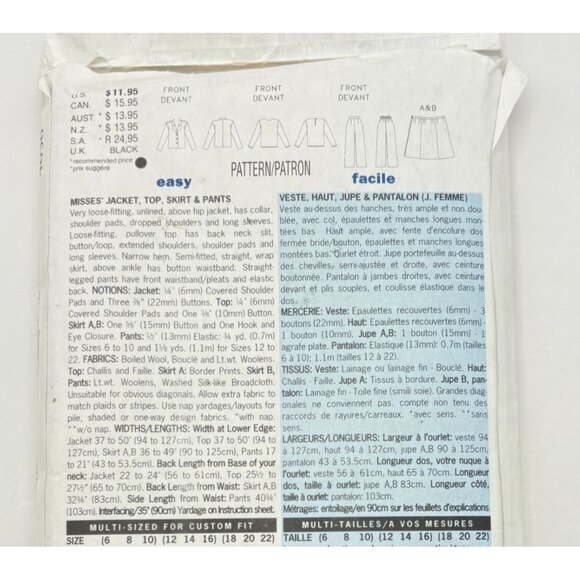 U.S. $11.95
CAN. $ 15.95
AUST. * $ 13.95
N.Z. * $ 13.95
S.A. * R 24,95
U.K. BLACK
*recommended price
*prix suggéré
FRONT
DEVANT
FRONT
DEVANT
FRONT
DEVANT
A&B
PATTERN/PATRON
easy
facile
MISSES' JACKET, TOP, SKIRT & PANTS
Very loose-fitting, unlined, above hip jacket, has collar,
shoulder pads, dropped shoulders and long sleeves.
Loose-fitting, pullover top has back neck slit,
button/loop, extended shoulders, shoulder pads and
long sleeves. Narrow hem. Semi-fitted, straight, wrap
skirt, above ankle has button waistband. Straight-
legged pants have front waistband/pleats and elastic
back.
NOTIONS: Jacket: ¼" (6mm) Covered Shoulder
Pads and Three ⅞" (22mm) Buttons. Top: ¼" (6mm)
Covered Shoulder Pads and One ⅜" (10mm) Button.
Skirt A,B: One ⅝" (15mm) Button and One Hook and
Eye Closure. Pants: ½" (13mm) Elastic: ¾ yd. (0.7m)
for Sizes 6 to 10 and 1⅛ yds. (1.1m) for Sizes 12 to
22. FABRICS: Boiled Wool, Boucle and Lt.wt. Woolens.
Top: Challis and Faille. Skirt A: Border Prints. Skirt B,
Pants: Lt.wt. Woolens, Washed Silk-like Broadcloth.
Unsuitable for obvious diagonals. Allow extra fabric to
match plaids or stripes. Use nap yardages/layouts for
pile, shaded or one-way design fabrics. *with nap.
**w/o nap. WIDTHS/LENGTHS: Width at Lower Edge:
Jacket 37 to 50" (94 to 127cm), Top 37 to 50" (94 to
127cm), Skirt A,B 36 to 49" (90 to 125cm), Pants 17
to 21" (43 to 53.5cm). Back Length from Base of your
neck: Jacket 22 to 24" (56 to 61cm), Top 25½ to
27½" (65 to 70cm). Back Length from Waist: Skirt A,B
32¾" (83cm). Side Length from Waist: Pants 40¾"
(103cm). Interfacing/35" (90cm) Yardage on Instruction sheet.
MULTI-SIZED FOR CUSTOM FIT
SIZE (6 8 10) (12 14 16) (18 20 22)
VESTE, HAUT, JUPE & PANTALON (J. FEMME)
Veste au-dessus des hanches, très ample et non dou-
blée, avec col, épaulettes et manches longues mon-
tées bas. Haut ample, avec fente d'encolure dos
fermée bride/bouton, épaulettes et manches longues
montées bas. Ourlet étroit. Jupe portefeuille au-dessus
des chevilles, semi-ajustée et droite, avec ceinture
boutonnée. Pantalon à jambes droites, avec ceinture
devant et plis souples, et coulisse élastique dans le
dos.
MERCERIE: Veste: Epaulettes recouvertes (6mm) - 3
boutons (22mm). Haut: Epaulettes recouvertes (6mm) -
1 bouton (10mm). Jupe A,B: 1 bouton (15mm) - 1
agrafe plate. Pantalon: Elastique (13mm): 0.7m (tailles
6 à 10); 1.1m (tailles 12 à 22).
TISSUS: Veste: Lainage ou lainage fin - Bouclé. Haut:
Challis - Faille. Jupe A: Tissus à bordure. Jupe B, pan-
talon: Lainage fin - Toile fine (simili soie). Grandes diago-
nales ne conviennent pas. compris compte non des
raccords de rayures/carreaux. *avec sens. **sans
sens.
LARGEURS/LONGUEURS: Largeur à l'ourlet: veste 94
à 127cm, haut 94 à 127cm, jupe A,B 90 à 125cm,
pantalon 43 à 53.5cm. Longueur dos, votre nuque à
l'ourlet: veste 56 à 61cm, haut 65 à 70cm. Longueur
dos, taille à ourlet: jupe A,B 83cm. Longueur côté,
taille à ourlet: pantalon: 103cm.
Métrages: entoilage/en 90cm sur les feuillets d'explications
MULTI-TAILLES/A VOS MESURES
TAILLE (6 8 10) (12 14 16) (18 20 22)